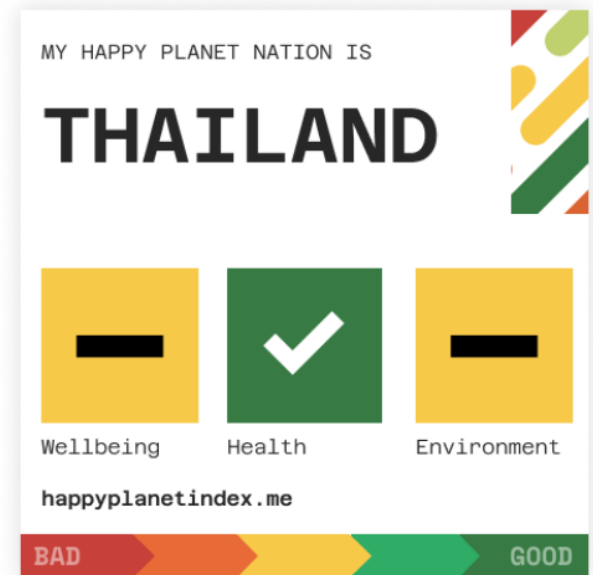 MY HAPPY PLANET NATION IS
THAILAND
Wellbeing Health Environment
happyplanetindex.me
BAD GOOD